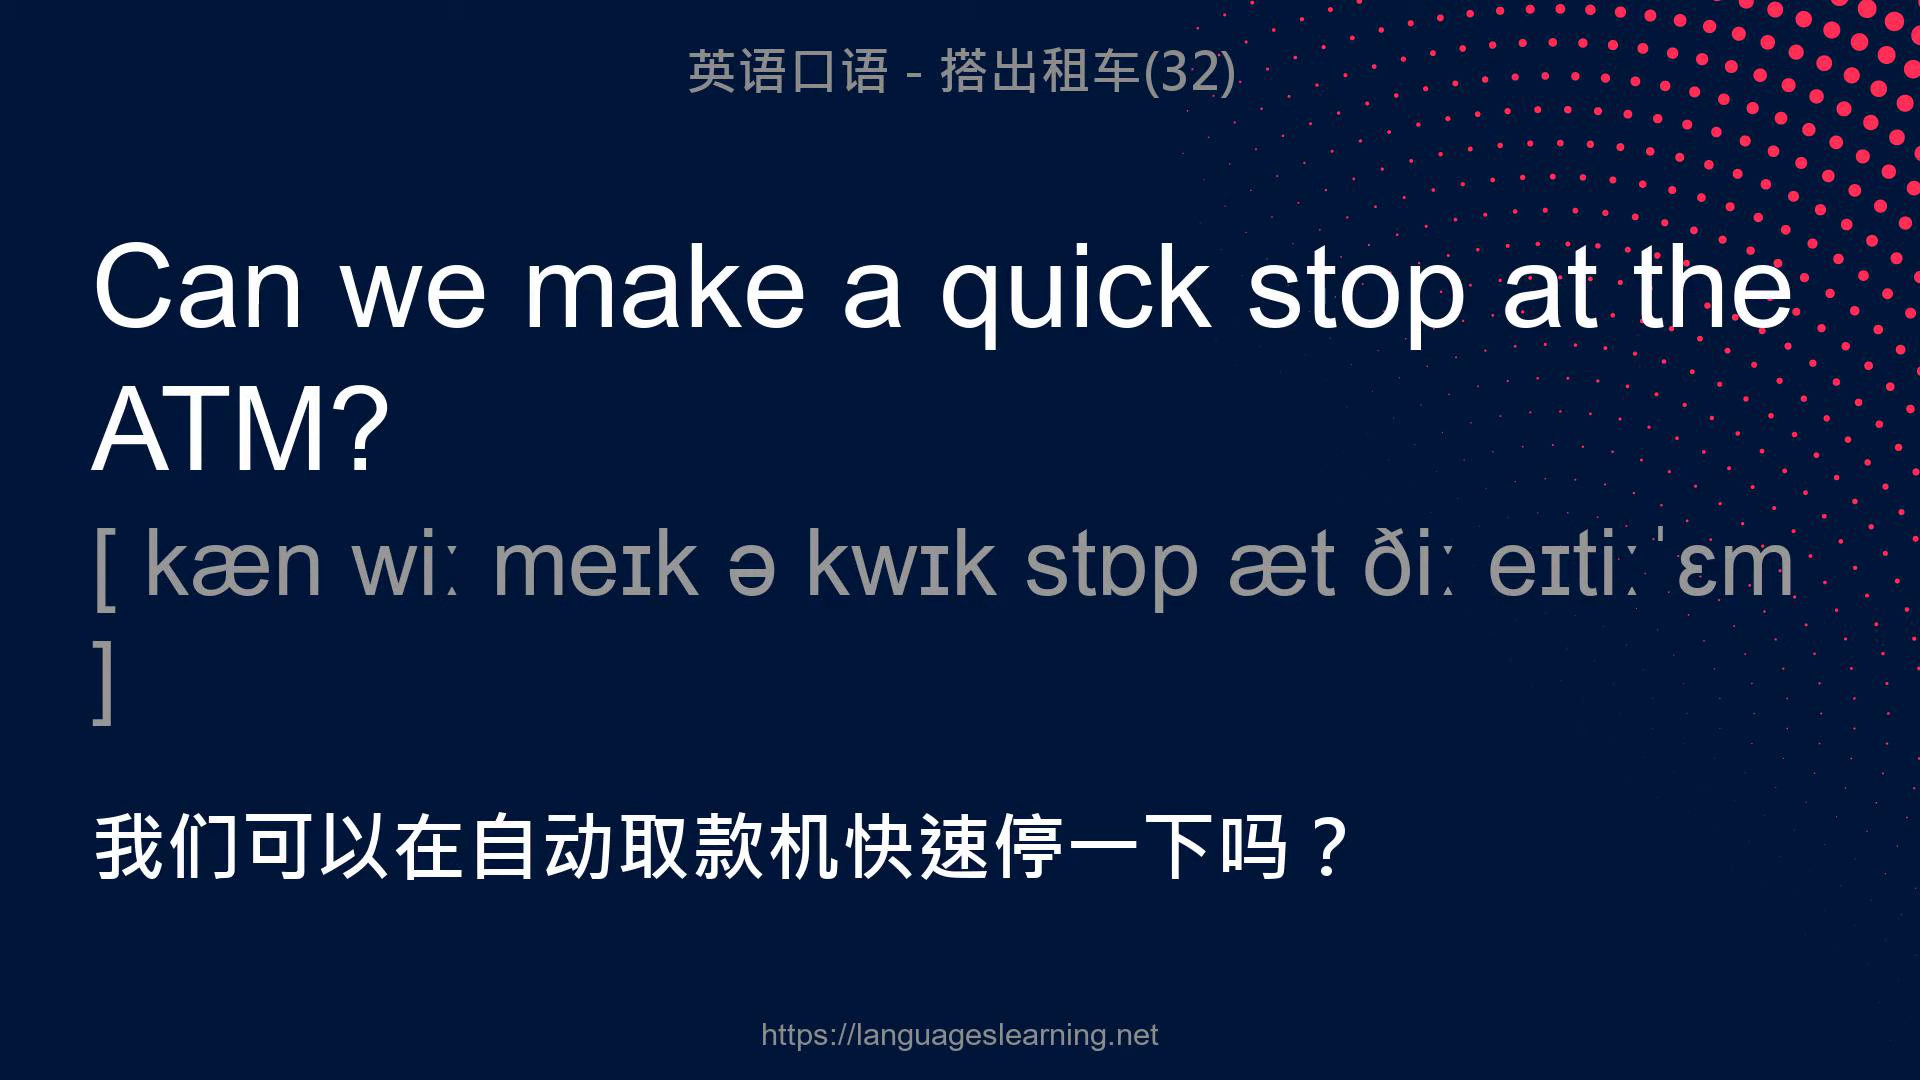 英语口语 - 搭出租车(32)
Can we make a quick stop at the
ATM?
[ kæn wiː meɪk ə kwɪk stɒp æt ðiː eɪtiːˈɛm
]
我们可以在自动取款机快速停一下吗？
https://languageslearning.net